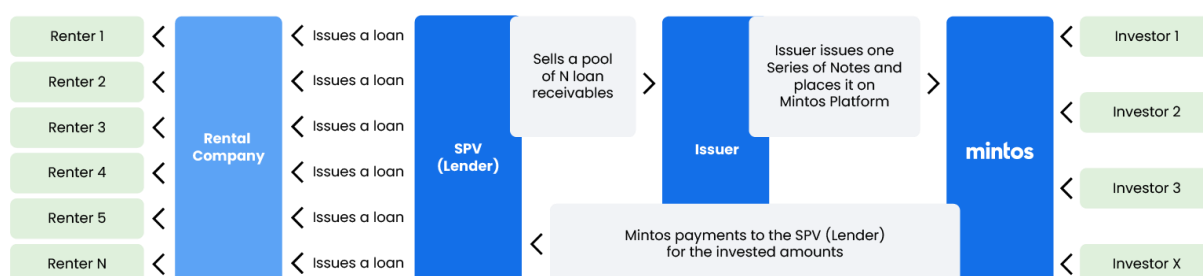 Renter 1
Renter 2
Renter 3
Renter 4
Renter 5
Renter N
Rental
Company
Issues a loan
Issues a loan
Issues a loan
Issues a loan
Issues a loan
Issues a loan
SPV
(Lender)
Sells a pool
of N loan
receivables
Issuer
Issuer issues one
Series of Notes and
places it on
Mintos Platform
Mintos payments to the SPV (Lender)
for the invested amounts
mintos
Investor 1
Investor 2
Investor 3
Investor X